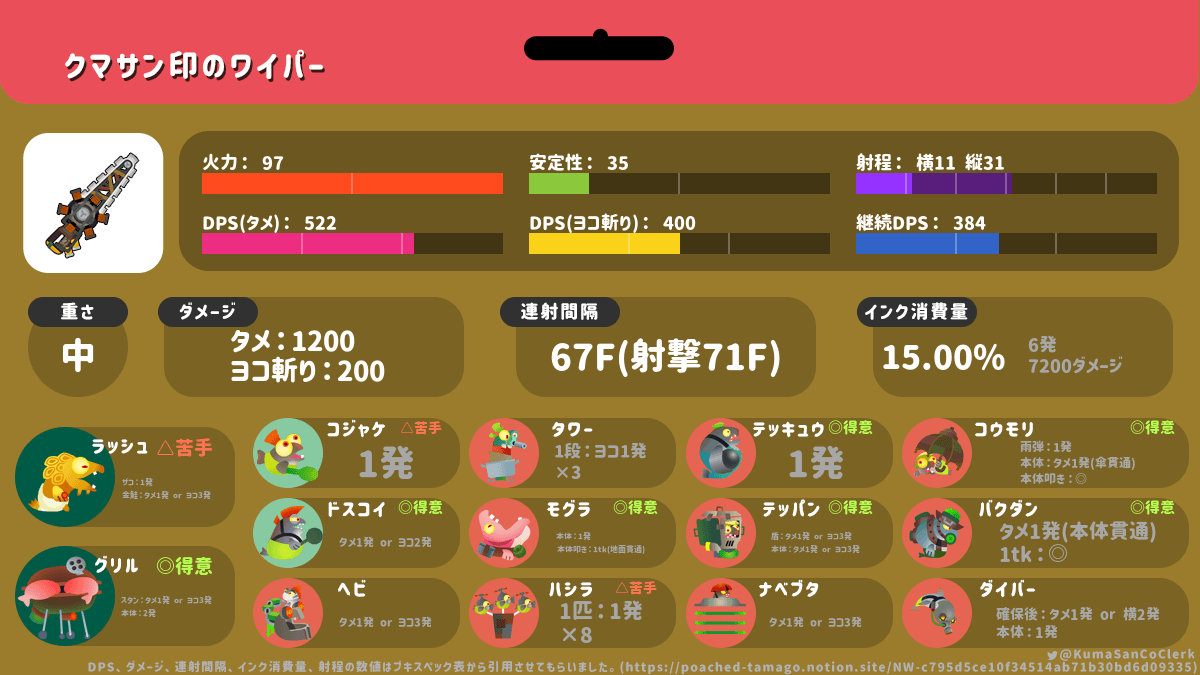 クマサン印のワイパー
火力： 97
安定性： 35
射程： 横11 縦31
DPS(タメ)： 522
DPS(ヨコ斬り)： 400
継続DPS： 384
重さ
中
ダメージ
タメ：1200
ヨコ斬り：200
連射間隔
67F(射撃71F)
インク消費量
15.00%
6発
7200ダメージ
ラッシュ △苦手
ザコ：1発
金鮭：タメ1発 or ヨコ3発
グリル ◎得意
スタン：タメ1発 or ヨコ3発
本体：2発
コジャケ △苦手
1発
タワー
1段：ヨコ1発
×3
テッキュウ ◎得意
1発
コウモリ ◎得意
雨弾：1発
本体：タメ1発(傘貫通)
本体叩き：◎
ドスコイ ◎得意
タメ1発 or ヨコ2発
モグラ ◎得意
本体：1発
本体叩き：1tk(地面貫通)
テッパン ◎得意
盾：タメ1発 or ヨコ3発
本体：タメ1発 or ヨコ3発
バクダン ◎得意
タメ1発(本体貫通)
1tk：◎
ヘビ
タメ1発 or ヨコ3発
ハシラ △苦手
1匹：1発
×8
ナベブタ
タメ1発 or ヨコ3発
ダイバー
確保後：タメ1発 or 横2発
本体：1発
@KumaSanCoClerk
DPS、ダメージ、連射間隔、インク消費量、射程の数値はブキスペック表から引用させてもらいました。(https://poached-tamago.notion.site/NW-c795d5ce10f34514ab71b30bd6d09335)